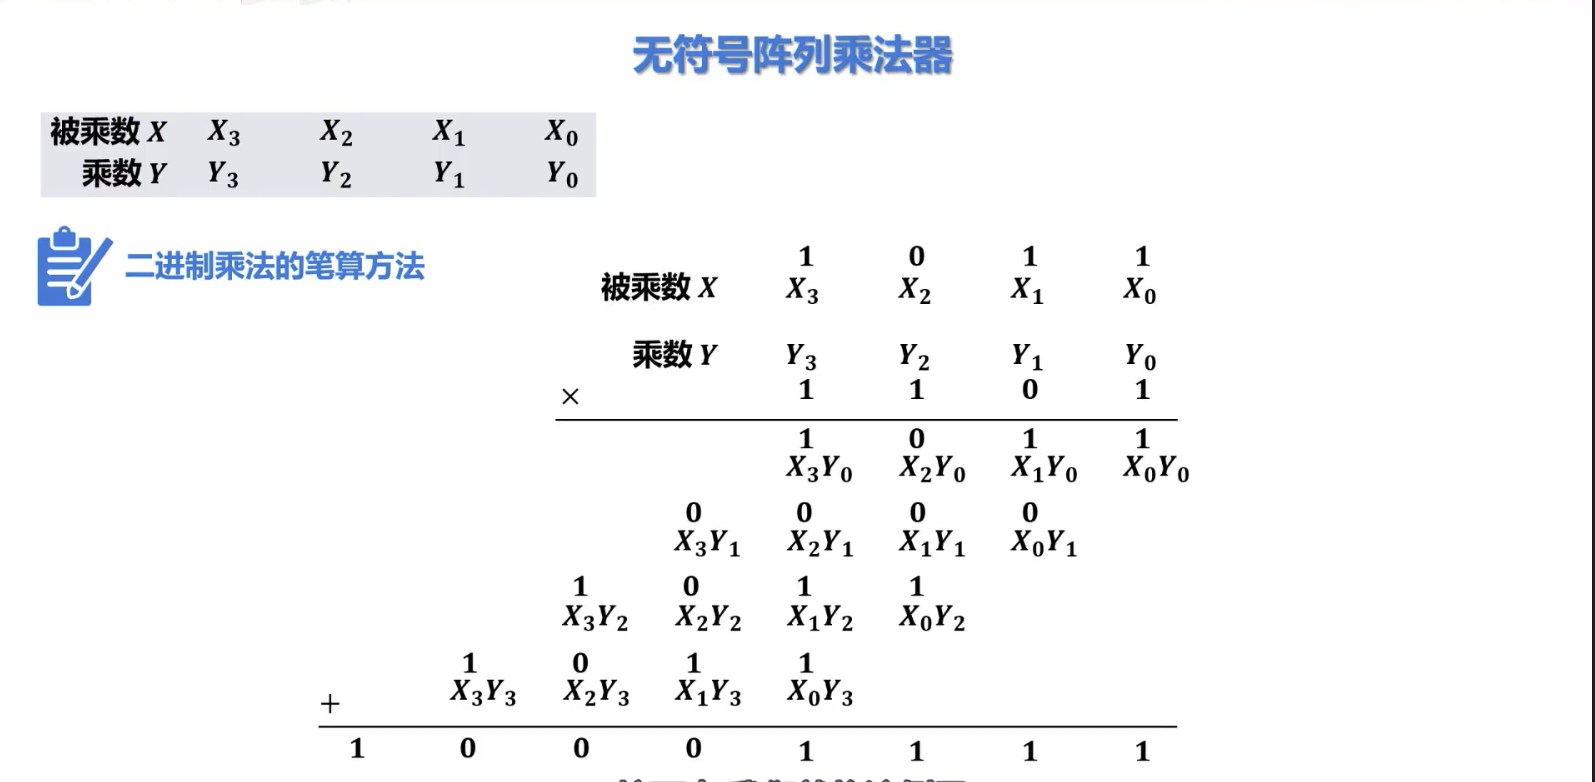 无符号阵列乘法器
被乘数 X X₃ X₂ X₁ X₀
乘数 Y Y₃ Y₂ Y₁ Y₀
二进制乘法的笔算方法
1 0 1 1
被乘数 X X₃ X₂ X₁ X₀
乘数 Y Y₃ Y₂ Y₁ Y₀
× 1 1 0 1
1 0 1 1
X₃Y₀ X₂Y₀ X₁Y₀ X₀Y₀
0 0 0 0
X₃Y₁ X₂Y₁ X₁Y₁ X₀Y₁
1 0 1 1
X₃Y₂ X₂Y₂ X₁Y₂ X₀Y₂
1 0 1 1
+ X₃Y₃ X₂Y₃ X₁Y₃ X₀Y₃
1 0 0 0 1 1 1 1